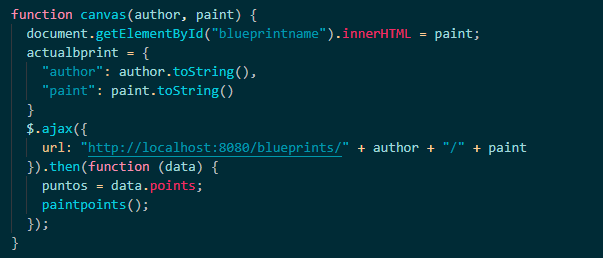 function canvas(author, paint) {
  document.getElementById("blueprintname").innerHTML = paint;
  actualbprint = {
    "author": author.toString(),
    "paint": paint.toString()
  }
  $.ajax({
    url: "http://localhost:8080/blueprints/" + author + "/" + paint
  }).then(function (data) {
    puntos = data.points;
    paintpoints();
  });
}